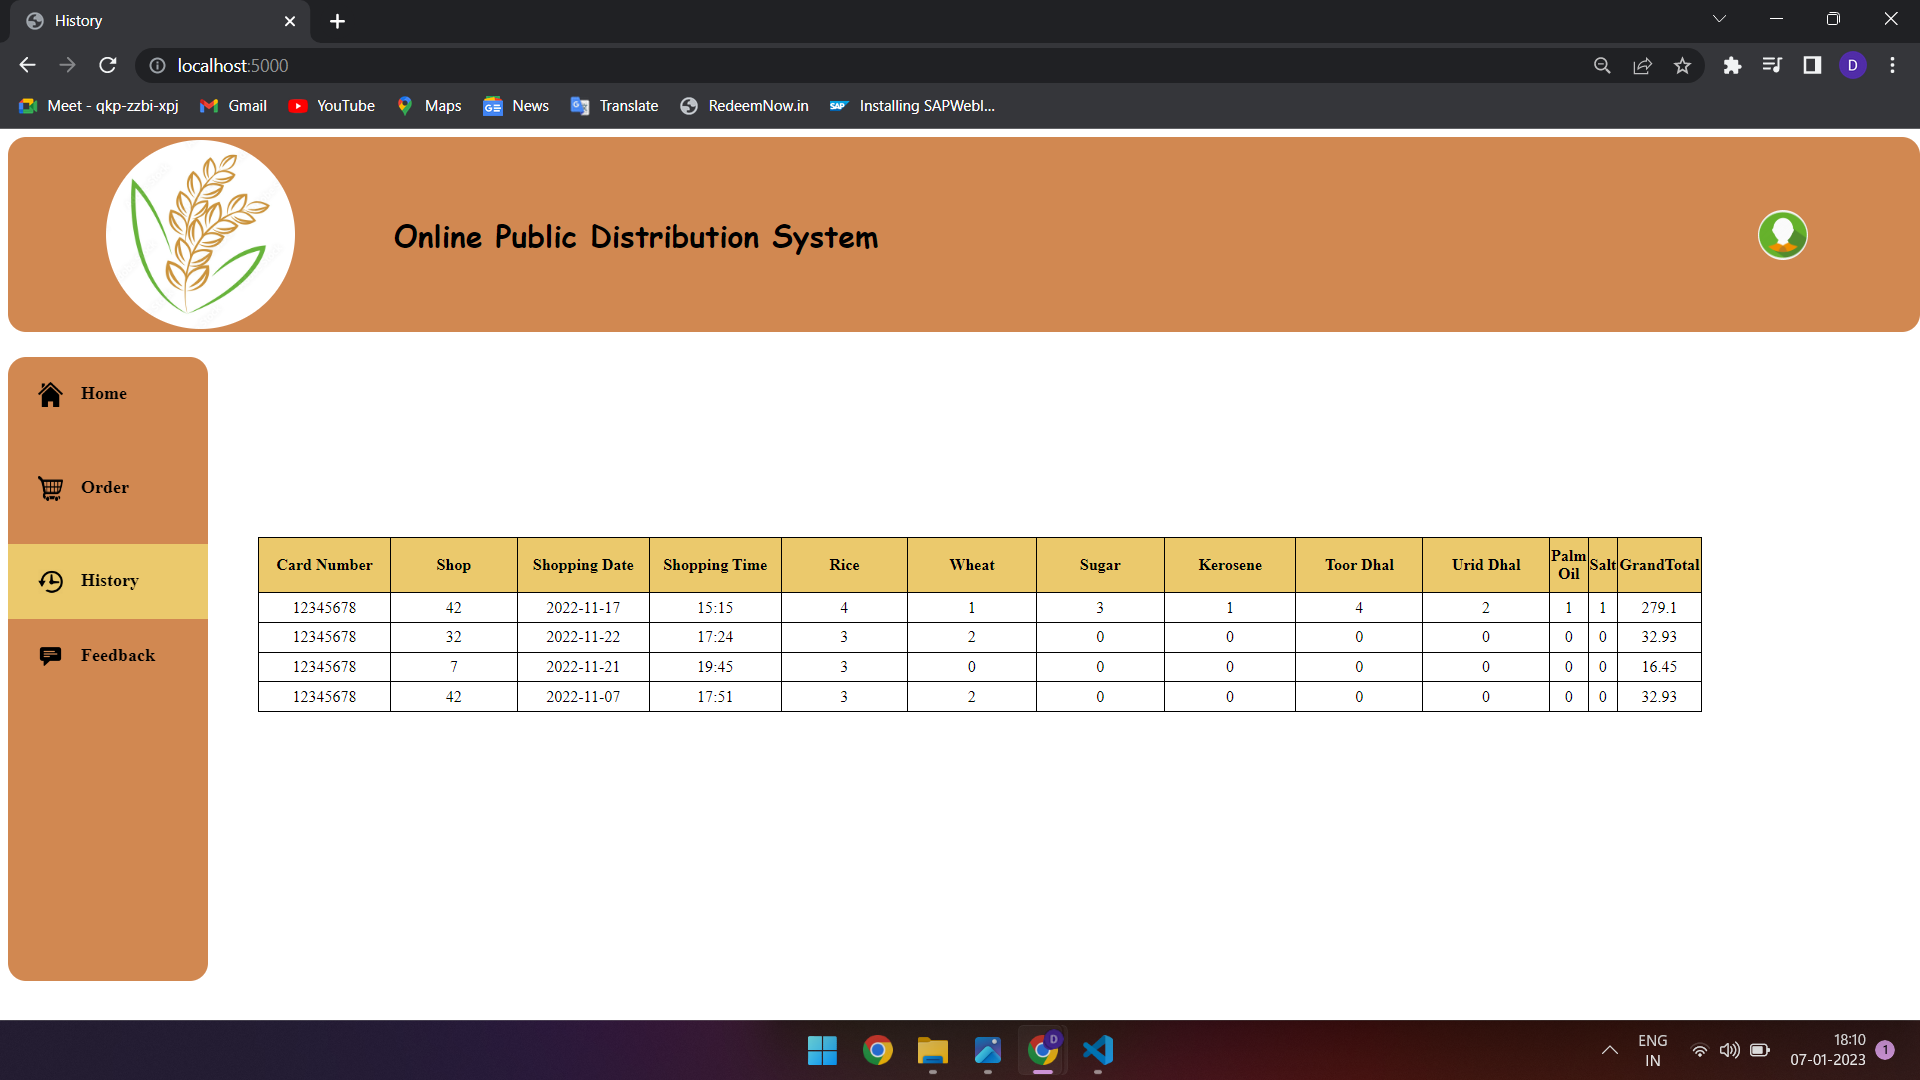 History
localhost:5000
D
Meet - qkp-zzbi-xpj Gmail YouTube Maps News Translate RedeemNow.in SAP Installing SAPWebl...
Online Public Distribution System
Home
Order
History
Feedback
Card Number Shop Shopping Date Shopping Time Rice Wheat Sugar Kerosene Toor Dhal Urid Dhal Palm Oil Salt GrandTotal
12345678 42 2022-11-17 15:15 4 1 3 1 4 2 1 1 279.1
12345678 32 2022-11-22 17:24 3 2 0 0 0 0 0 0 32.93
12345678 7 2022-11-21 19:45 3 0 0 0 0 0 0 0 16.45
12345678 42 2022-11-07 17:51 3 2 0 0 0 0 0 0 32.93
D
ENG
IN
18:10
07-01-2023
1